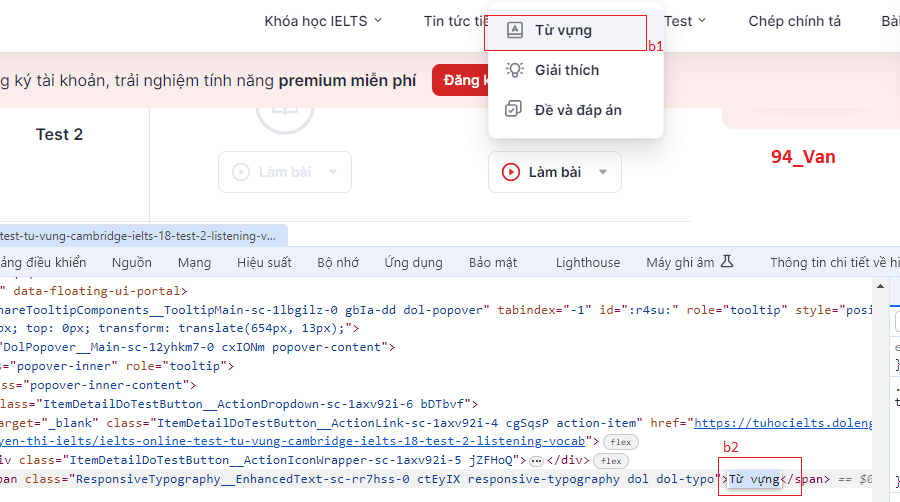 Khóa học IELTS
Tin tức
Từ vựng
Test
Chép chính tả
b1
Giải thích
ký tài khoản, trải nghiệm tính năng premium miễn phí
Đăng
Đề và đáp án
Test 2
94_Van
Làm bài
Làm bài
test-tu-vung-cambridge-ielts-18-test-2-listening-v...
điều khiển
Nguồn
Mạng
Hiệu suất
Bộ nhớ
Ứng dụng
Bảo mật
Lighthouse
Máy ghi âm
Thông tin chi tiết về
" data-floating-ui-portal>
hareTooltipComponents__TooltipMain-sc-1lbgilz-0 gbIa-dd dol-popover" tabindex="-1" id=":r4su:" role="tooltip" style="posi
px; top: 0px; transform: translate(654px, 13px);">
"DolPopover__Main-sc-12yhkm7-0 cxIONm popover-content">
s="popover-inner" role="tooltip">
ss="popover-inner-content">
class="ItemDetailDoTestButton__ActionDropdown-sc-1axv92i-6 bDTbvf">
target="_blank" class="ItemDetailDoTestButton__ActionLink-sc-1axv92i-4 cgSqsP action-item" href="https://tuhocielts.doleng
yen-thi-ielts/ielts-online-test-tu-vung-cambridge-ielts-18-test-2-listening-vocab"> flex
iv class="ItemDetailDoTestButton__ActionIconWrapper-sc-1axv92i-5 jZFHoQ">…</div> flex
b2
pan class="ResponsiveTypography__EnhancedText-sc-rr7hss-0 ctEyIX responsive-typography dol dol-typo">Từ vựng</span> == $0